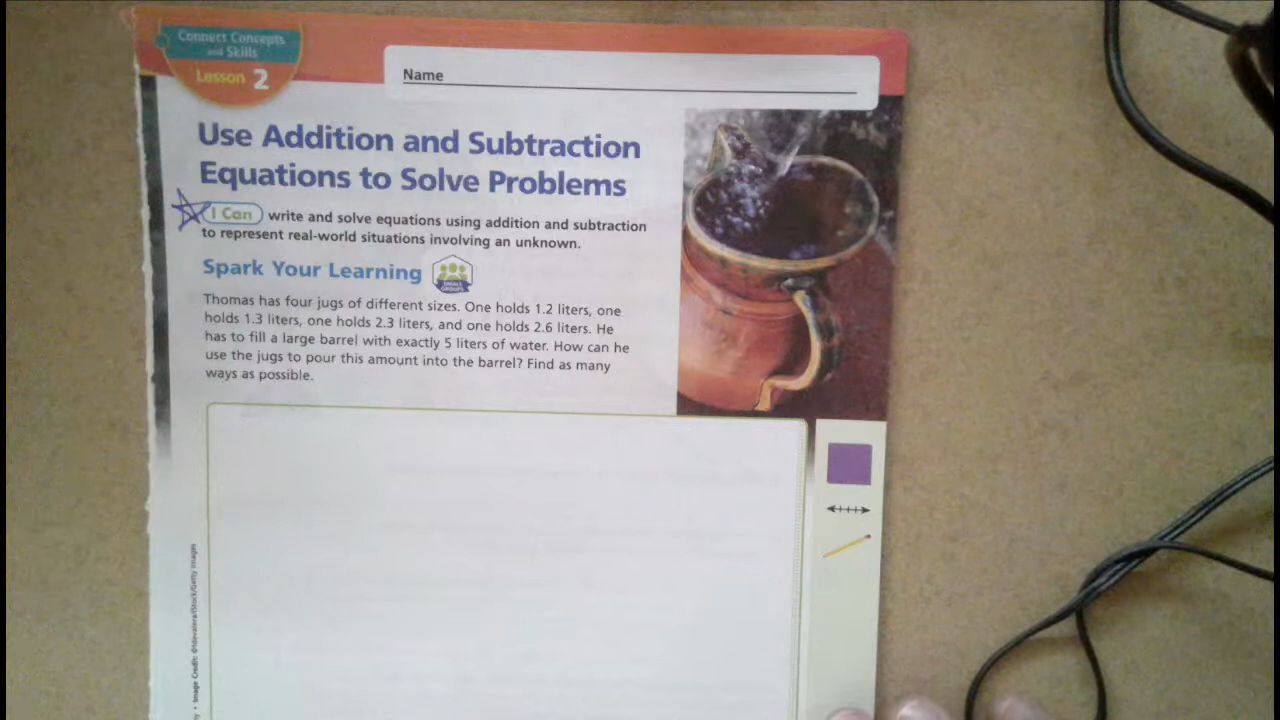 Connect Concepts
and Skills
Lesson 2
Name
Use Addition and Subtraction
Equations to Solve Problems
I Can write and solve equations using addition and subtraction
to represent real-world situations involving an unknown.
Spark Your Learning
SMALL
GROUPS
Thomas has four jugs of different sizes. One holds 1.2 liters, one
holds 1.3 liters, one holds 2.3 liters, and one holds 2.6 liters. He
has to fill a large barrel with exactly 5 liters of water. How can he
use the jugs to pour this amount into the barrel? Find as many
ways as possible.
Image Credit: